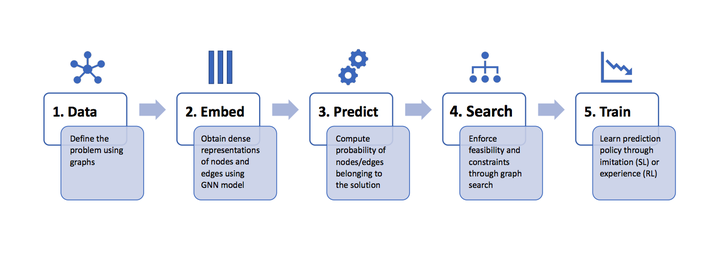 1. Data
Define the
problem using
graphs
2. Embed
Obtain dense
representations
of nodes and
edges using
GNN model
3. Predict
Compute
probability of
nodes/edges
belonging to
the solution
4. Search
Enforce
feasibility and
constraints
through graph
search
5. Train
Learn prediction
policy through
imitation (SL) or
experience (RL)